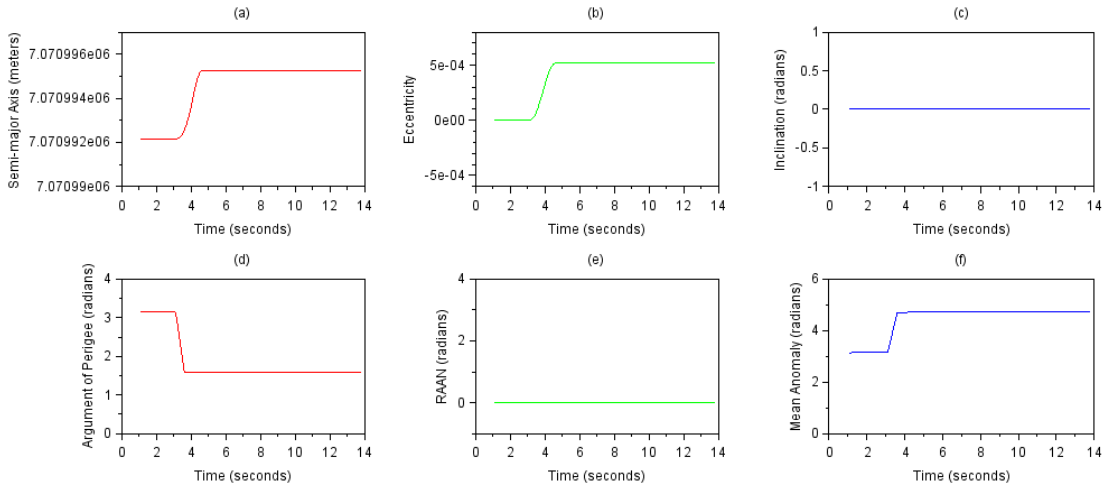 (a)
Semi-major Axis (meters)
7.070996e06
7.070994e06
7.070992e06
7.07099e06
0 2 4 6 8 10 12 14
Time (seconds)
(b)
Eccentricity
5e-04
0e00
-5e-04
0 2 4 6 8 10 12 14
Time (seconds)
(c)
Inclination (radians)
1
0.5
0
-0.5
-1
0 2 4 6 8 10 12 14
Time (seconds)
(d)
Argument of Perigee (radians)
4
3
2
1
0
0 2 4 6 8 10 12 14
Time (seconds)
(e)
RAAN (radians)
4
2
0
0 2 4 6 8 10 12 14
Time (seconds)
(f)
Mean Anomaly (radians)
6
4
2
0
0 2 4 6 8 10 12 14
Time (seconds)